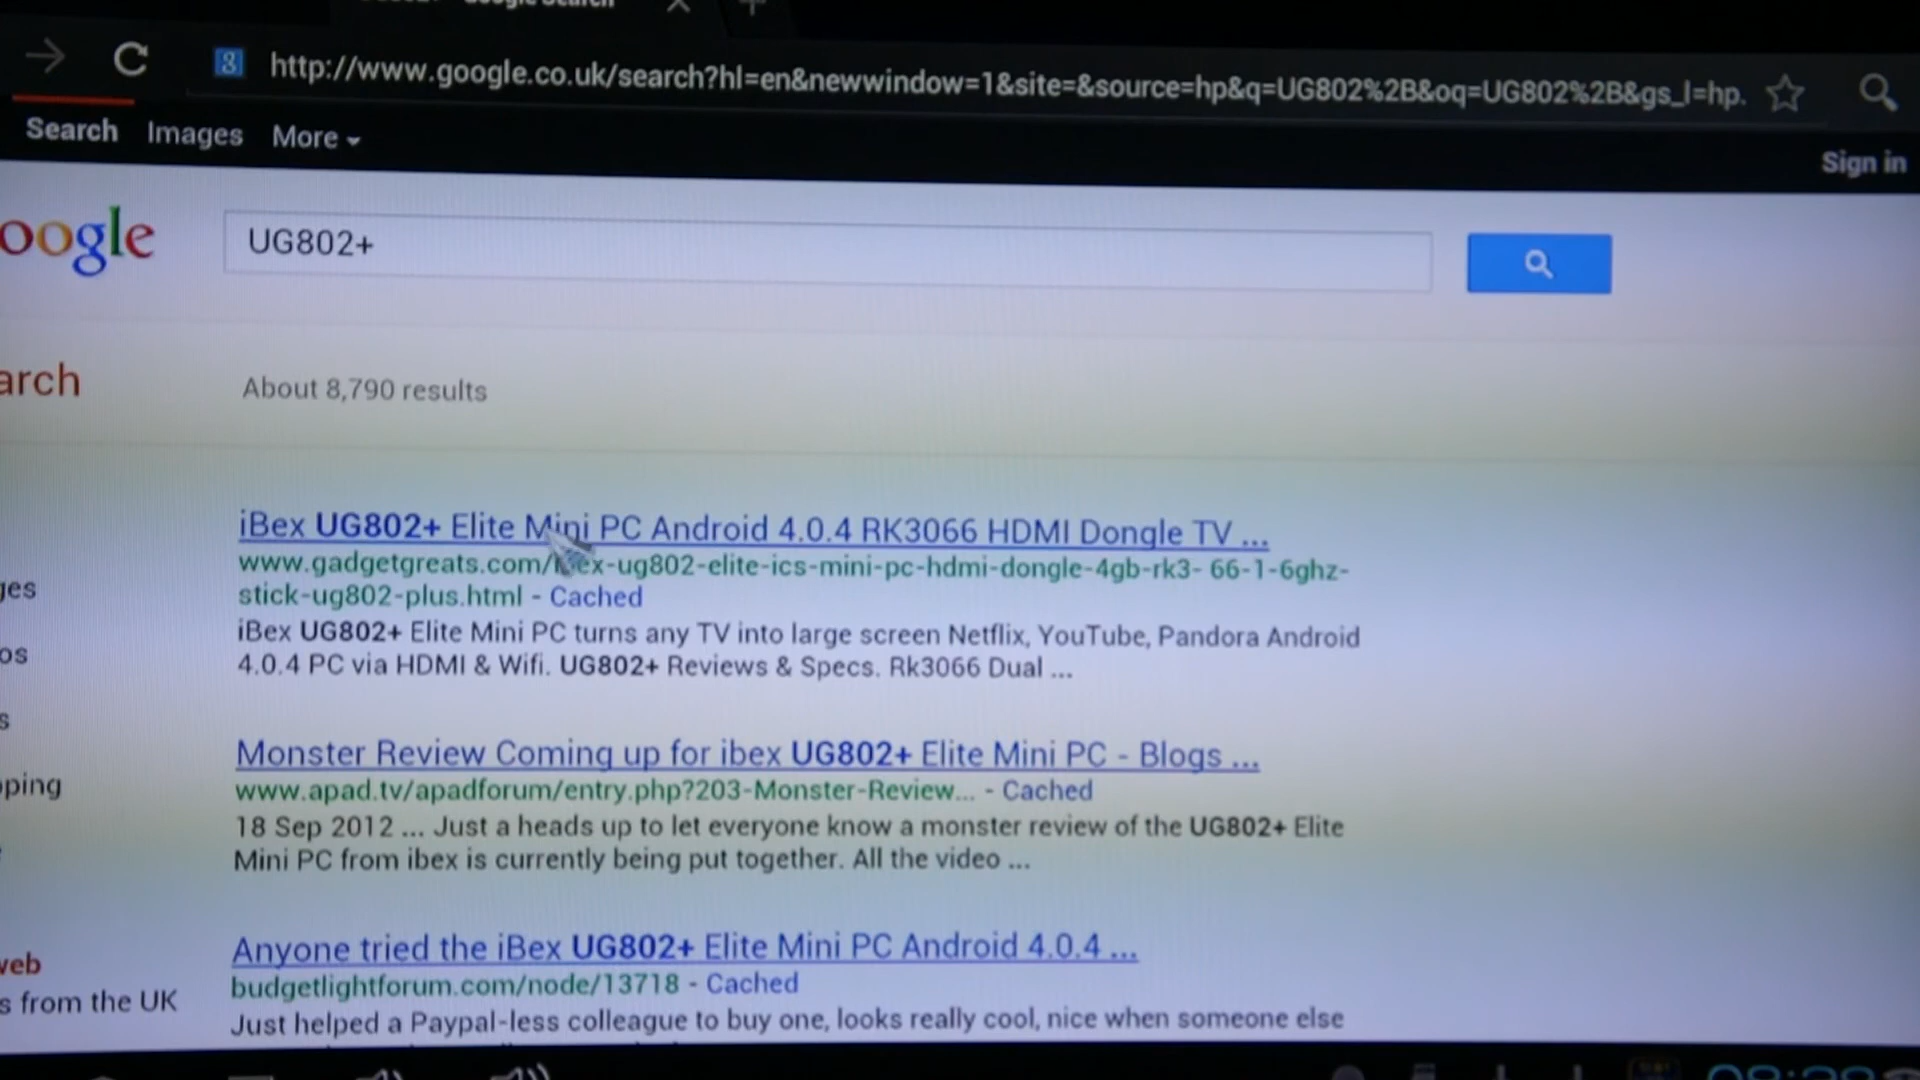 Google Search
http://www.google.co.uk/search?hl=en&newwindow=1&site=&source=hp&q=UG802%2B&oq=UG802%2B&gs_l=hp.
Search Images More
Sign in
oogle
UG802+
arch
About 8,790 results
iBex UG802+ Elite Mini PC Android 4.0.4 RK3066 HDMI Dongle TV ...
www.gadgetgreats.com/ibex-ug802-elite-ics-mini-pc-hdmi-dongle-4gb-rk3- 66-1-6ghz-
stick-ug802-plus.html - Cached
iBex UG802+ Elite Mini PC turns any TV into large screen Netflix, YouTube, Pandora Android
4.0.4 PC via HDMI & Wifi. UG802+ Reviews & Specs. Rk3066 Dual ...
ges
os
s
Monster Review Coming up for ibex UG802+ Elite Mini PC - Blogs ...
pping
www.apad.tv/apadforum/entry.php?203-Monster-Review... - Cached
18 Sep 2012 ... Just a heads up to let everyone know a monster review of the UG802+ Elite
Mini PC from ibex is currently being put together. All the video ...
Anyone tried the iBex UG802+ Elite Mini PC Android 4.0.4 ...
veb
budgetlightforum.com/node/13718 - Cached
s from the UK
Just helped a Paypal-less colleague to buy one, looks really cool, nice when someone else